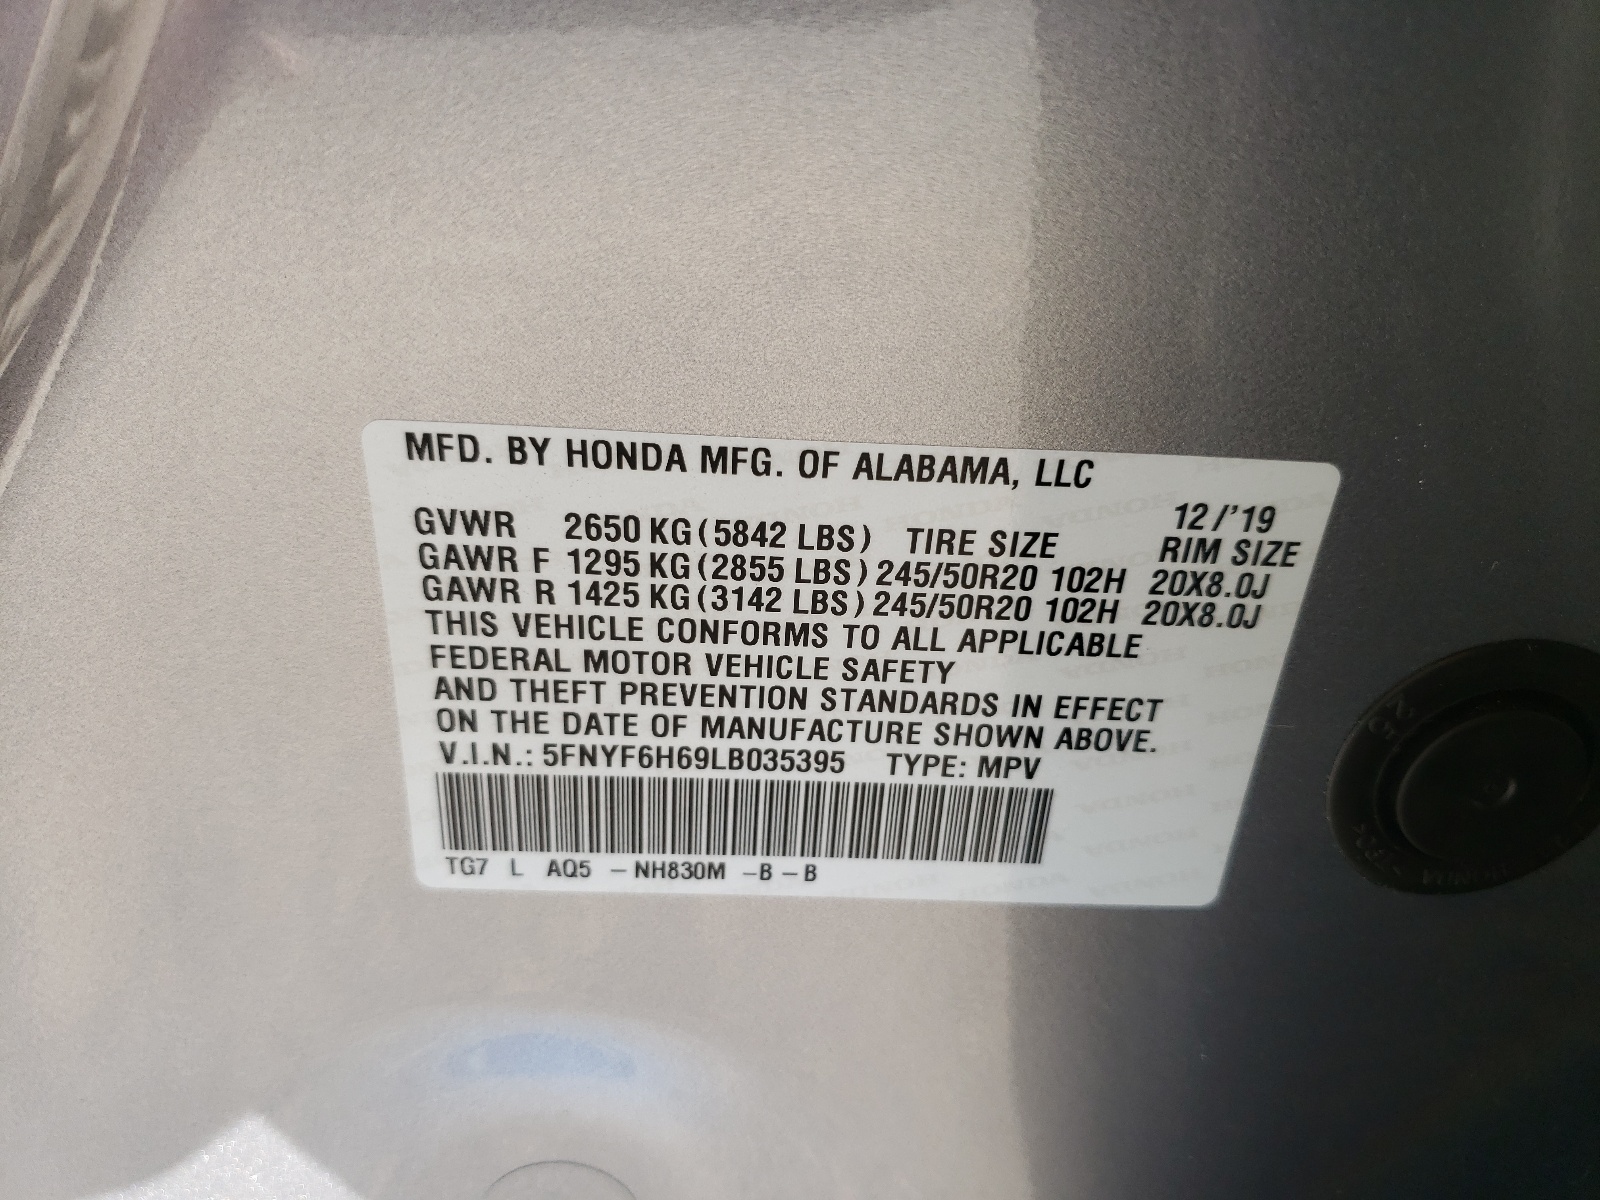 MFD. BY HONDA MFG. OF ALABAMA, LLC
12/'19
GVWR 2650 KG (5842 LBS) TIRE SIZE RIM SIZE
GAWR F 1295 KG (2855 LBS) 245/50R20 102H 20X8.0J
GAWR R 1425 KG (3142 LBS) 245/50R20 102H 20X8.0J
THIS VEHICLE CONFORMS TO ALL APPLICABLE
FEDERAL MOTOR VEHICLE SAFETY
AND THEFT PREVENTION STANDARDS IN EFFECT
ON THE DATE OF MANUFACTURE SHOWN ABOVE.
V.I.N.: 5FNYF6H69LB035395 TYPE: MPV
TG7 L AQ5 – NH830M – B – B